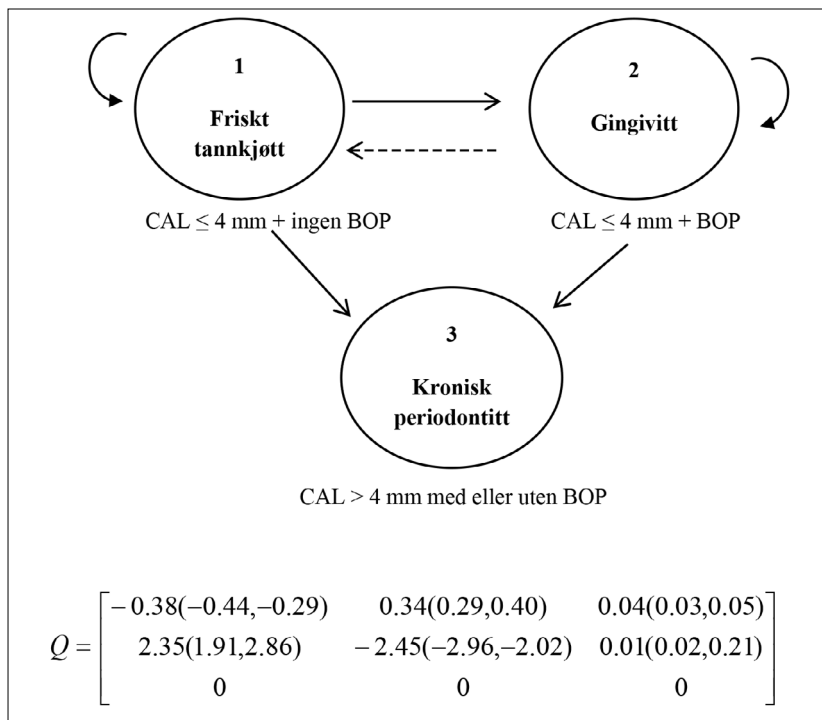 1
Friskt
tannkjøtt
2
Gingivitt
CAL ≤ 4 mm + ingen BOP
CAL ≤ 4 mm + BOP
3
Kronisk
periodontitt
CAL > 4 mm med eller uten BOP
−0.38(−0.44,−0.29) 0.34(0.29,0.40) 0.04(0.03,0.05)
Q = 2.35(1.91,2.86) −2.45(−2.96,−2.02) 0.01(0.02,0.21)
0 0 0